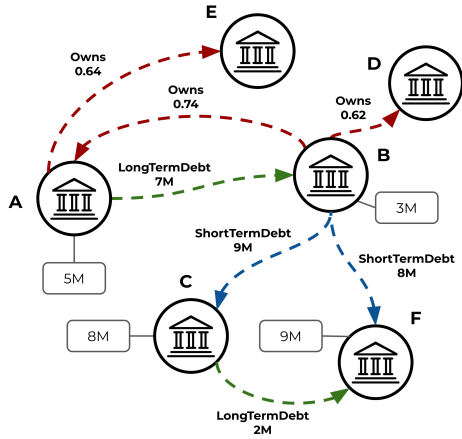 E
Owns
0.64
Owns
0.74
D
Owns
0.62
B
LongTermDebt
7M
A
3M
ShortTermDebt
9M
ShortTermDebt
8M
5M
C
F
8M
9M
LongTermDebt
2M